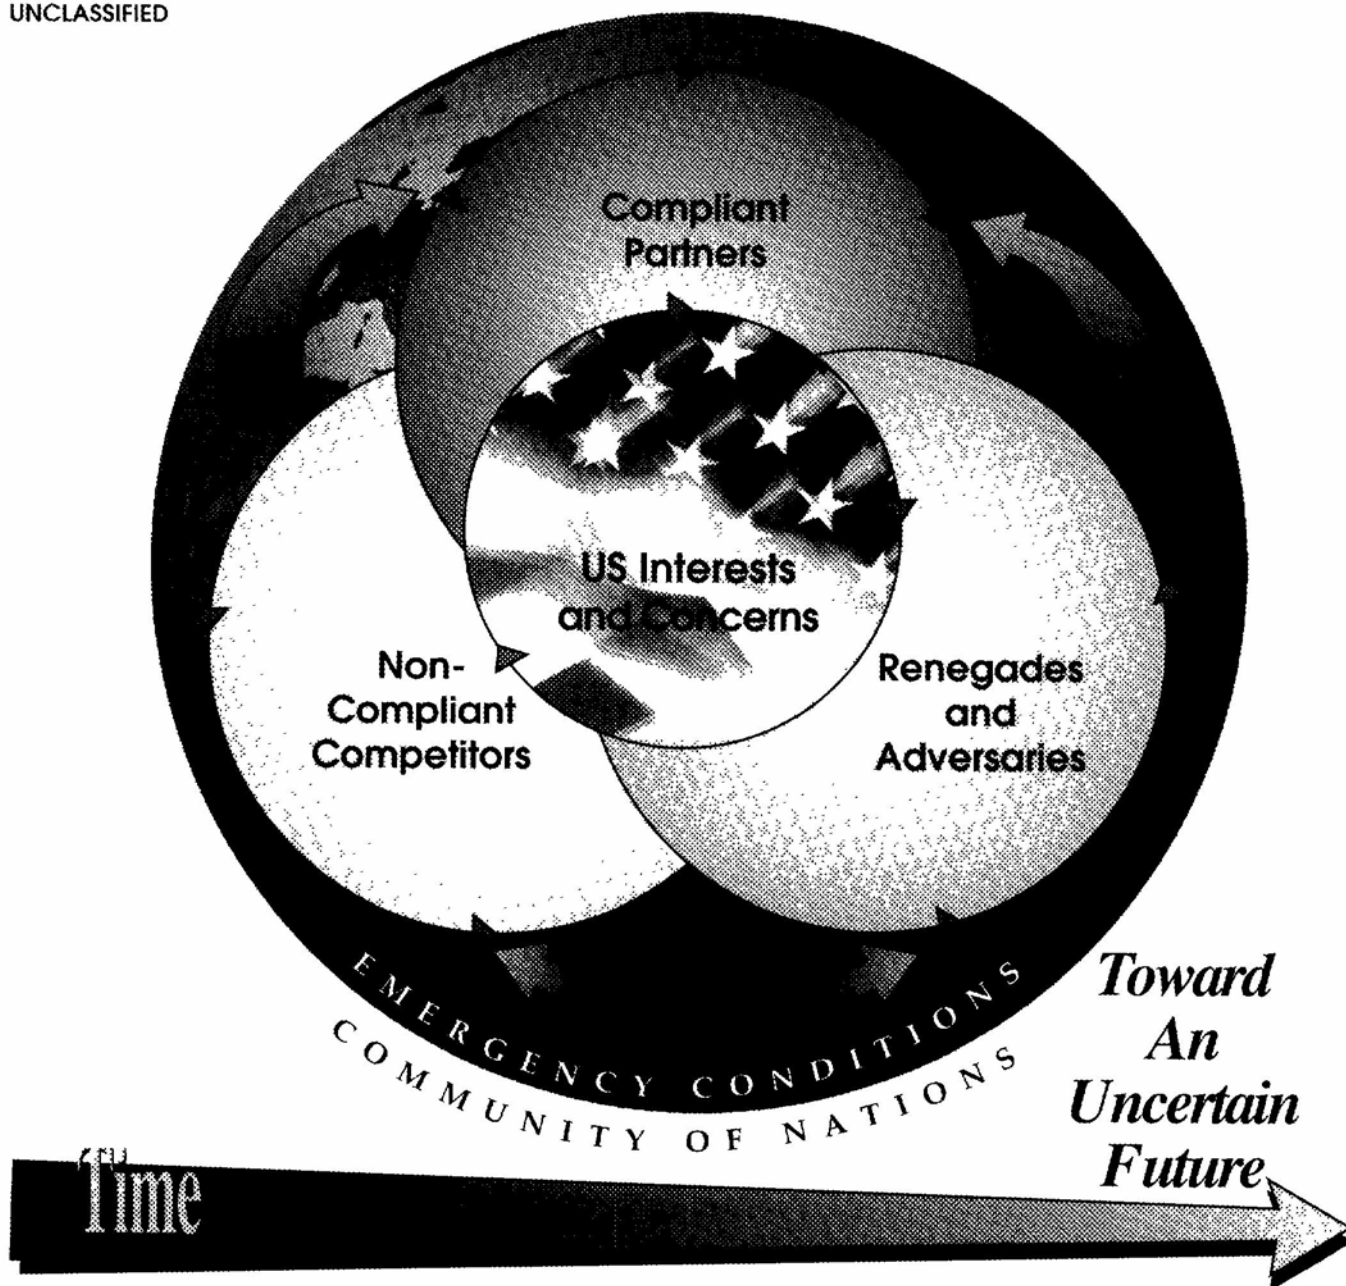 UNCLASSIFIED
Compliant
Partners
US Interests
and Concerns
Non-
Compliant
Competitors
Renegades
and
Adversaries
EMERGENCY CONDITIONS
COMMUNITY OF NATIONS
Toward
An
Uncertain
Future
Time